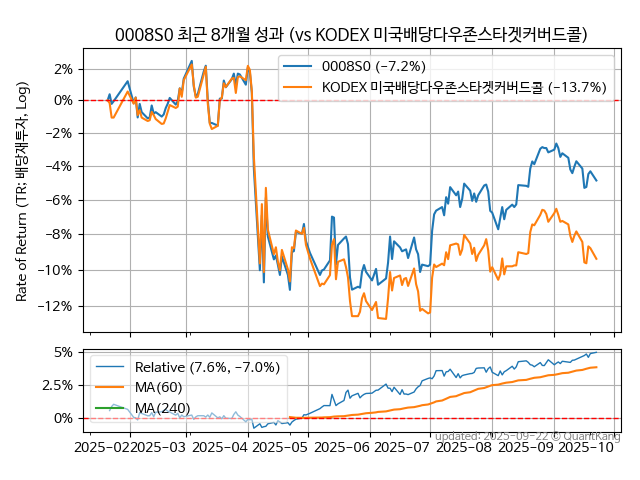 0008S0 최근 8개월 성과 (vs KODEX 미국배당다우존스타겟커버드콜)
0008S0 (−7.2%)
KODEX 미국배당다우존스타겟커버드콜 (−13.7%)
Rate of Return (TR: 배당재투자, Log)
2%
0%
−2%
−4%
−6%
−8%
−10%
−12%
Relative (7.6%, −7.0%)
MA(60)
MA(240)
5%
2.5%
0%
updated: 2025-09-22 © QuantKang
2025−02 2025−03 2025−04 2025−05 2025−06 2025−07 2025−08 2025−09 2025−10